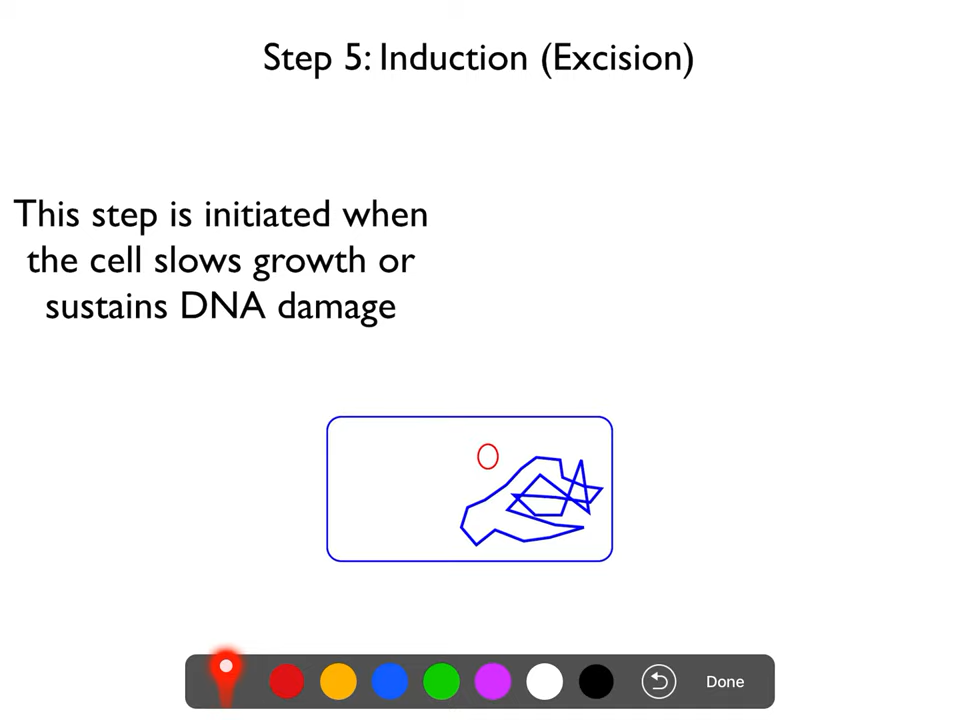 Step 5: Induction (Excision)
This step is initiated when
the cell slows growth or
sustains DNA damage
Done